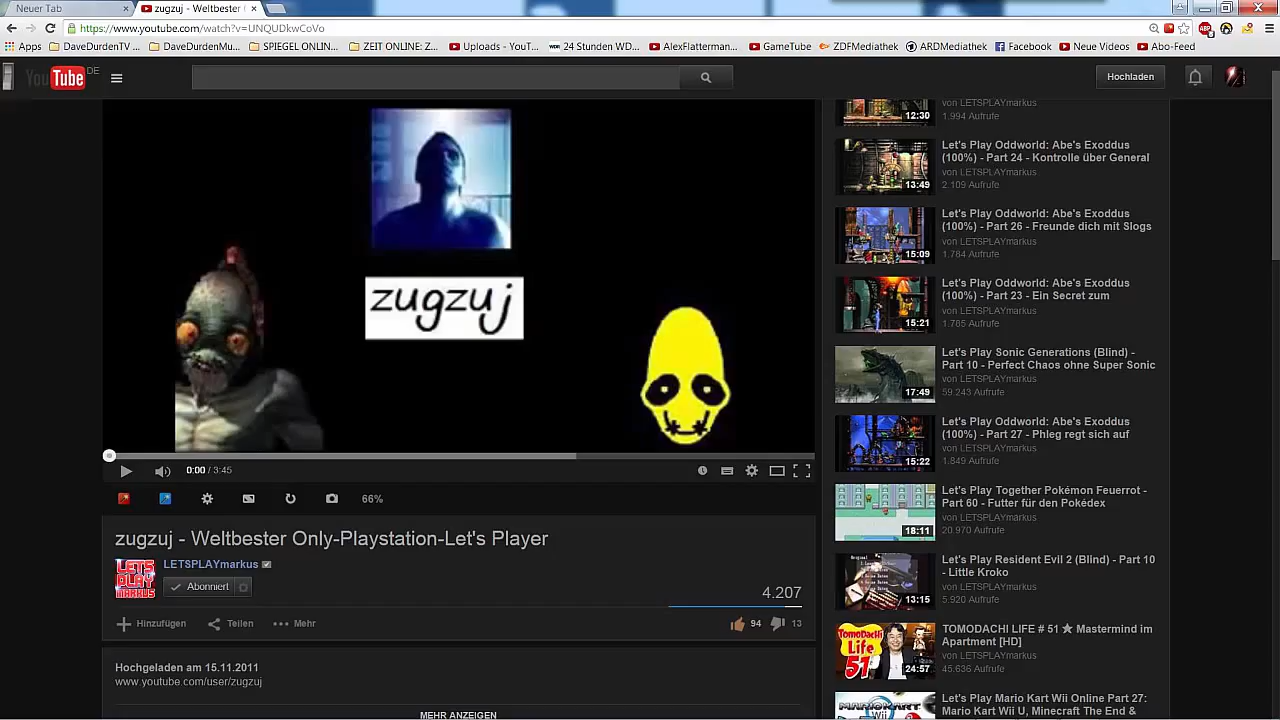 Neuer Tab
zugzuj - Weltbester
https://www.youtube.com/watch?v=UNQUDkwCoVo
Apps
DaveDurdenTV ...
DaveDurdenMu...
SPIEGEL ONLIN...
ZEIT ONLINE: Z...
Uploads - YouT...
24 Stunden WD...
AlexFlatterman...
GameTube
ZDFMediathek
ARDMediathek
Facebook
Neue Videos
Abo-Feed
YouTube DE
Hochladen
zugzuj
0:00 / 3:45
66%
zugzuj - Weltbester Only-Playstation-Let's Player
LETS PLAY MARKUS
LETSPLAYmarkus
Abonniert
4.207
Hinzufügen
Teilen
Mehr
94
13
Hochgeladen am 15.11.2011
www.youtube.com/user/zugzuj
MEHR ANZEIGEN
von LETSPLAYmarkus
12:30
1.994 Aufrufe
Let's Play Oddworld: Abe's Exoddus
(100%) - Part 24 - Kontrolle über General
von LETSPLAYmarkus
13:49
2.109 Aufrufe
Let's Play Oddworld: Abe's Exoddus
(100%) - Part 26 - Freunde dich mit Slogs
von LETSPLAYmarkus
15:09
1.784 Aufrufe
Let's Play Oddworld: Abe's Exoddus
(100%) - Part 23 - Ein Secret zum
von LETSPLAYmarkus
15:21
1.765 Aufrufe
Let's Play Sonic Generations (Blind) -
Part 10 - Perfect Chaos ohne Super Sonic
von LETSPLAYmarkus
17:49
59.243 Aufrufe
Let's Play Oddworld: Abe's Exoddus
(100%) - Part 27 - Phleg regt sich auf
von LETSPLAYmarkus
15:22
1.849 Aufrufe
Let's Play Together Pokémon Feuerrot -
Part 60 - Futter für den Pokédex
von LETSPLAYmarkus
18:11
20.970 Aufrufe
Let's Play Resident Evil 2 (Blind) - Part 10
- Little Kroko
von LETSPLAYmarkus
13:15
5.920 Aufrufe
TOMODACHI LIFE # 51 ★ Mastermind im
Apartment [HD]
von LETSPLAYmarkus
TOMODACHI Life 51
24:57
45.636 Aufrufe
Let's Play Mario Kart Wii Online Part 27:
Mario Kart Wii U, Minecraft The End &
MARIOKART
Wii